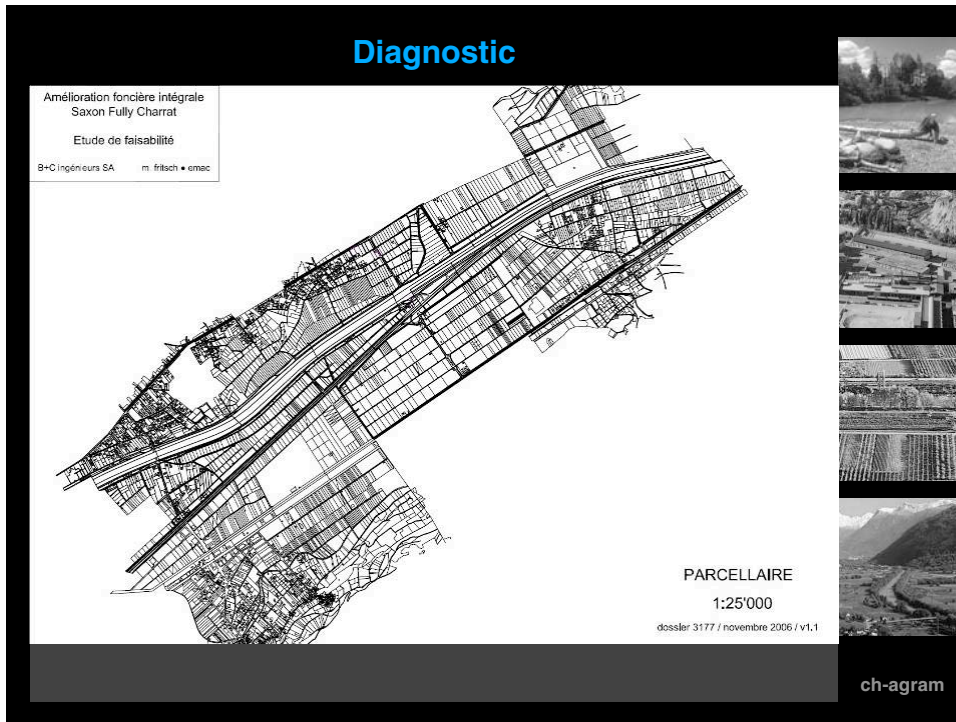 Diagnostic
Amélioration foncière intégrale
Saxon Fully Charrat
Etude de faisabilité
B+C ingénieurs SA m. fritsch • emac
PARCELLAIRE
1:25'000
dossier 3177 / novembre 2006 / v1.1
ch-agram